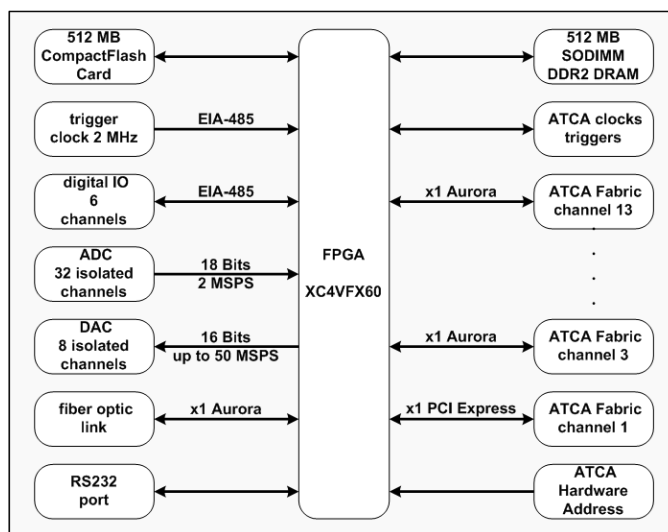 512 MB
CompactFlash
Card
trigger
clock 2 MHz
EIA-485
digital IO
6
channels
EIA-485
ADC
32 isolated
channels
18 Bits
2 MSPS
DAC
8 isolated
channels
16 Bits
up to 50 MSPS
fiber optic
link
x1 Aurora
RS232
port
FPGA
XC4VFX60
512 MB
SODIMM
DDR2 DRAM
ATCA clocks
triggers
x1 Aurora
ATCA Fabric
channel 13
x1 Aurora
ATCA Fabric
channel 3
x1 PCI Express
ATCA Fabric
channel 1
ATCA
Hardware
Address